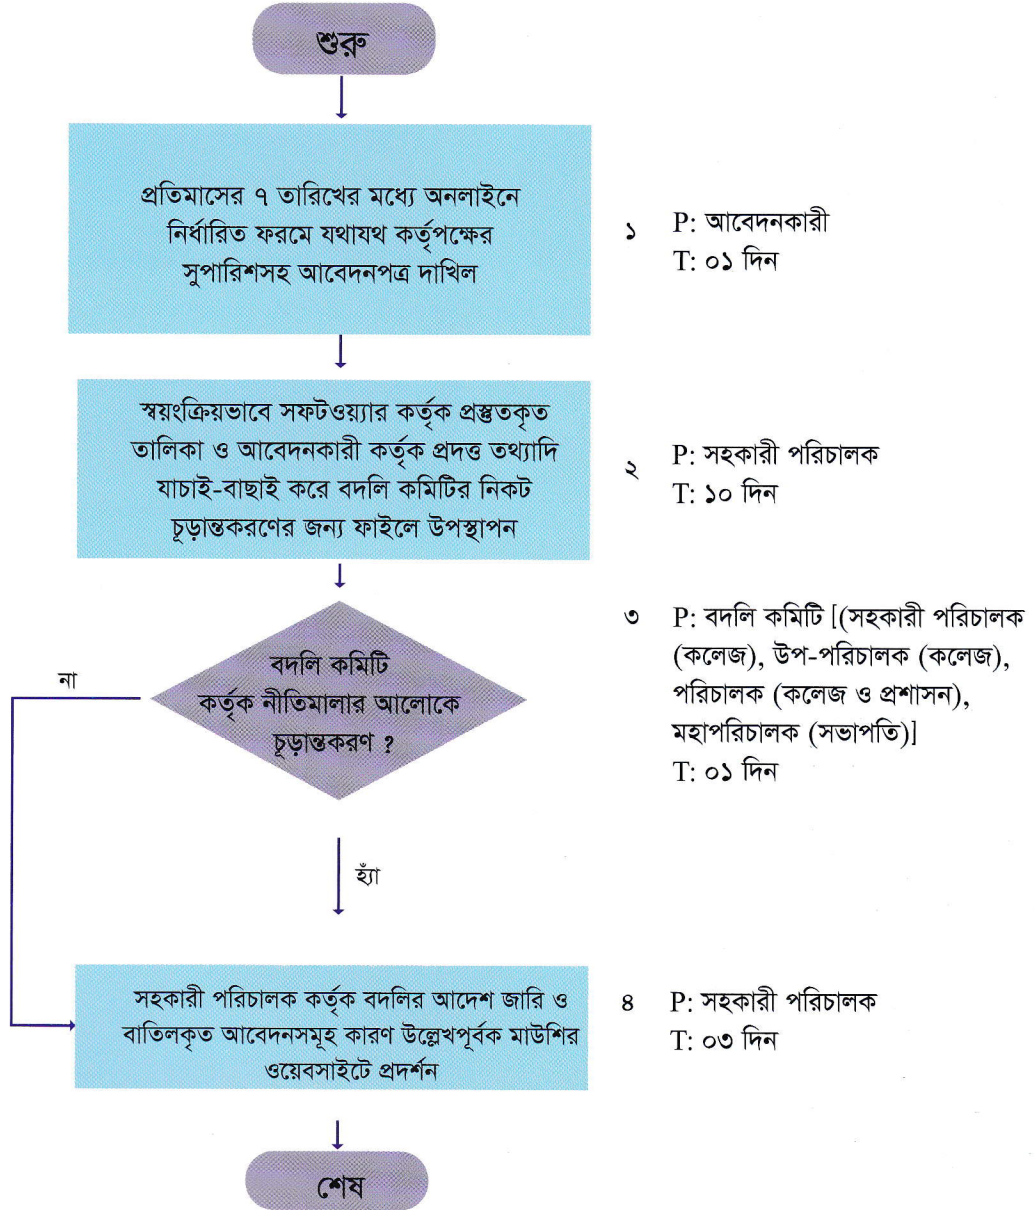 শুরু
প্রতিমাসের ৭ তারিখের মধ্যে অনলাইনে
নির্ধারিত ফরমে যথাযথ কর্তৃপক্ষের
সুপারিশসহ আবেদনপত্র দাখিল
১
P: আবেদনকারী
T: ০১ দিন
স্বয়ংক্রিয়ভাবে সফটওয়্যার কর্তৃক প্রস্তুতকৃত
তালিকা ও আবেদনকারী কর্তৃক প্রদত্ত তথ্যাদি
যাচাই-বাছাই করে বদলি কমিটির নিকট
চূড়ান্তকরণের জন্য ফাইলে উপস্থাপন
২
P: সহকারী পরিচালক
T: ১০ দিন
বদলি কমিটি
কর্তৃক নীতিমালার আলোকে
চূড়ান্তকরণ ?
না
হ্যাঁ
৩
P: বদলি কমিটি [(সহকারী পরিচালক
(কলেজ), উপ-পরিচালক (কলেজ),
পরিচালক (কলেজ ও প্রশাসন),
মহাপরিচালক (সভাপতি)]
T: ০১ দিন
সহকারী পরিচালক কর্তৃক বদলির আদেশ জারি ও
বাতিলকৃত আবেদনসমূহ কারণ উল্লেখপূর্বক মাউশির
ওয়েবসাইটে প্রদর্শন
৪
P: সহকারী পরিচালক
T: ০৩ দিন
শেষ